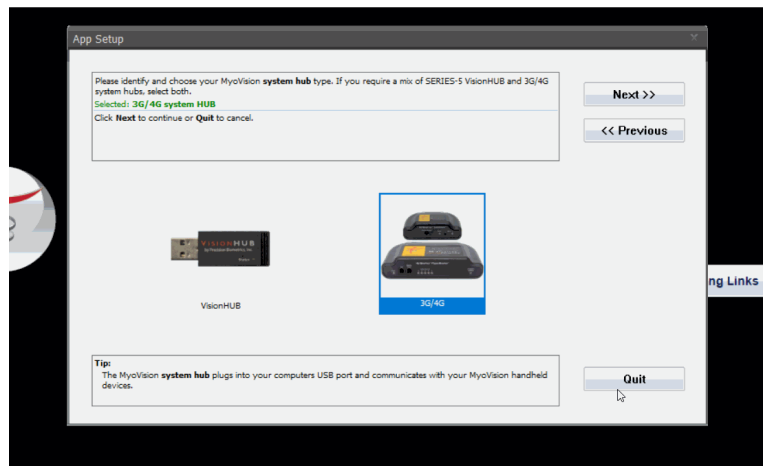 App Setup
Please identify and choose your MyoVision system hub type. If you require a mix of SERIES-5 VisionHUB and 3G/4G
system hubs, select both.
Selected: 3G/4G system HUB
Click Next to continue or Quit to cancel.
Next >>
<< Previous
VISIONHUB
VisionHUB
3G/4G
ng Links
Tip:
The MyoVision system hub plugs into your computers USB port and communicates with your MyoVision handheld
devices.
Quit